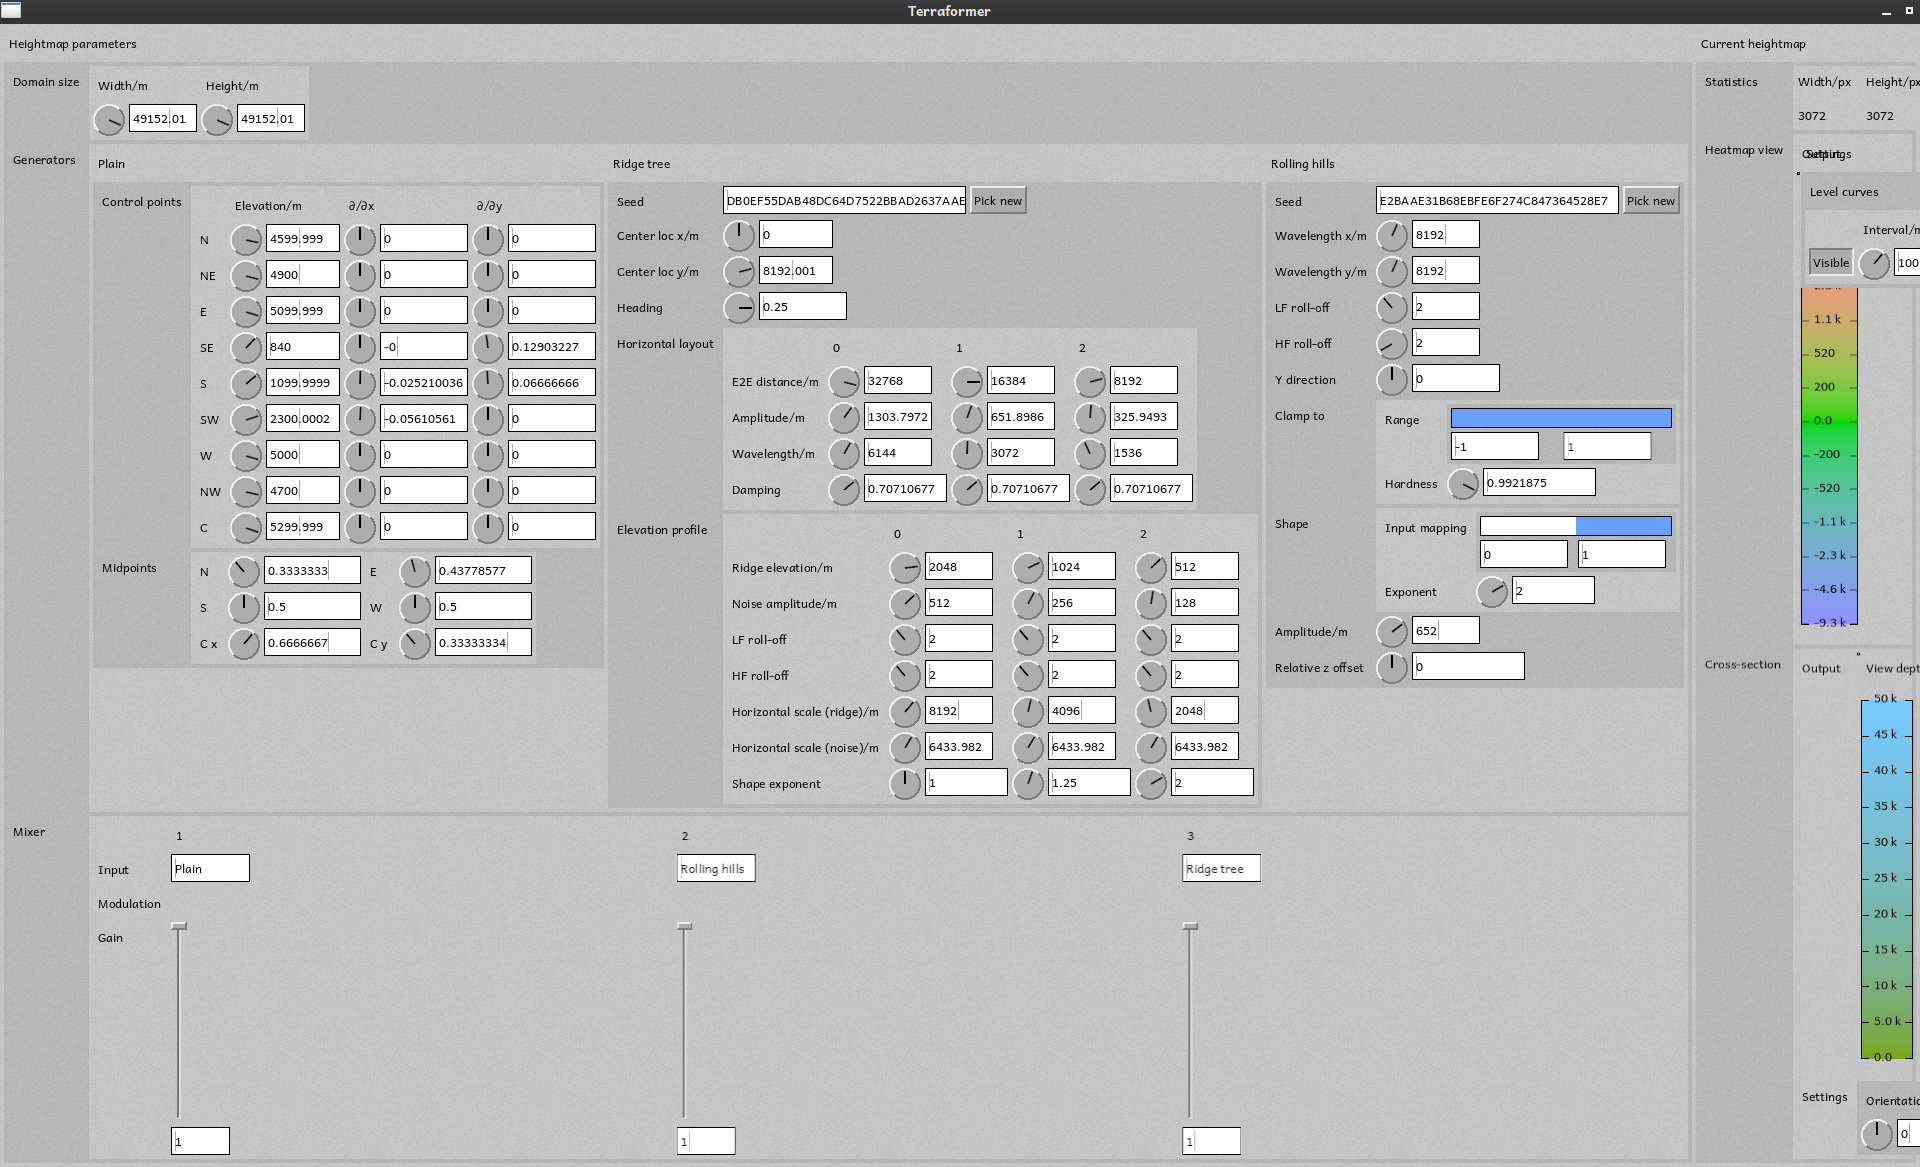 Terraformer
Heightmap parameters
Domain size
Width/m Height/m
49152.01 49152.01
Generators
Plain
Control points
Elevation/m ∂/∂x ∂/∂y
N 4599.999 0 0
NE 4900 0 0
E 5099.999 0 0
SE 840 -0 0.12903227
S 1099.9999 -0.025210036 0.06666666
SW 2300.0002 -0.05610561 0
W 5000 0 0
NW 4700 0 0
C 5299.999 0 0
Midpoints
N 0.3333333 E 0.43778577
S 0.5 W 0.5
C x 0.6666667 C y 0.33333334
Ridge tree
Seed DB0EF55DAB48DC64D7522BBAD2637AAE Pick new
Center loc x/m 0
Center loc y/m 8192.001
Heading 0.25
Horizontal layout
0 1 2
E2E distance/m 32768 16384 8192
Amplitude/m 1303.7972 651.8986 325.9493
Wavelength/m 6144 3072 1536
Damping 0.70710677 0.70710677 0.70710677
Elevation profile
0 1 2
Ridge elevation/m 2048 1024 512
Noise amplitude/m 512 256 128
LF roll-off 2 2 2
HF roll-off 2 2 2
Horizontal scale (ridge)/m 8192 4096 2048
Horizontal scale (noise)/m 6433.982 6433.982 6433.982
Shape exponent 1 1.25 2
Rolling hills
Seed E2BAAE31B68EBFE6F274C847364528E7 Pick new
Wavelength x/m 8192
Wavelength y/m 8192
LF roll-off 2
HF roll-off 2
Y direction 0
Clamp to
Range
-1 1
Hardness 0.9921875
Shape
Input mapping
0 1
Exponent 2
Amplitude/m 652
Relative z offset 0
Mixer
1 2 3
Input Plain Rolling hills Ridge tree
Modulation
Gain
1 1 1
Current heightmap
Statistics
Width/px Height/px
3072 3072
Heatmap view
Level curves
Interval/m
Visible 100
1.1 k
520
200
0.0
-200
-520
-1.1 k
-2.3 k
-4.6 k
-9.3 k
Cross-section
Output View dept
50 k
45 k
40 k
35 k
30 k
25 k
20 k
15 k
10 k
5.0 k
0.0
Settings
Orientatio
0